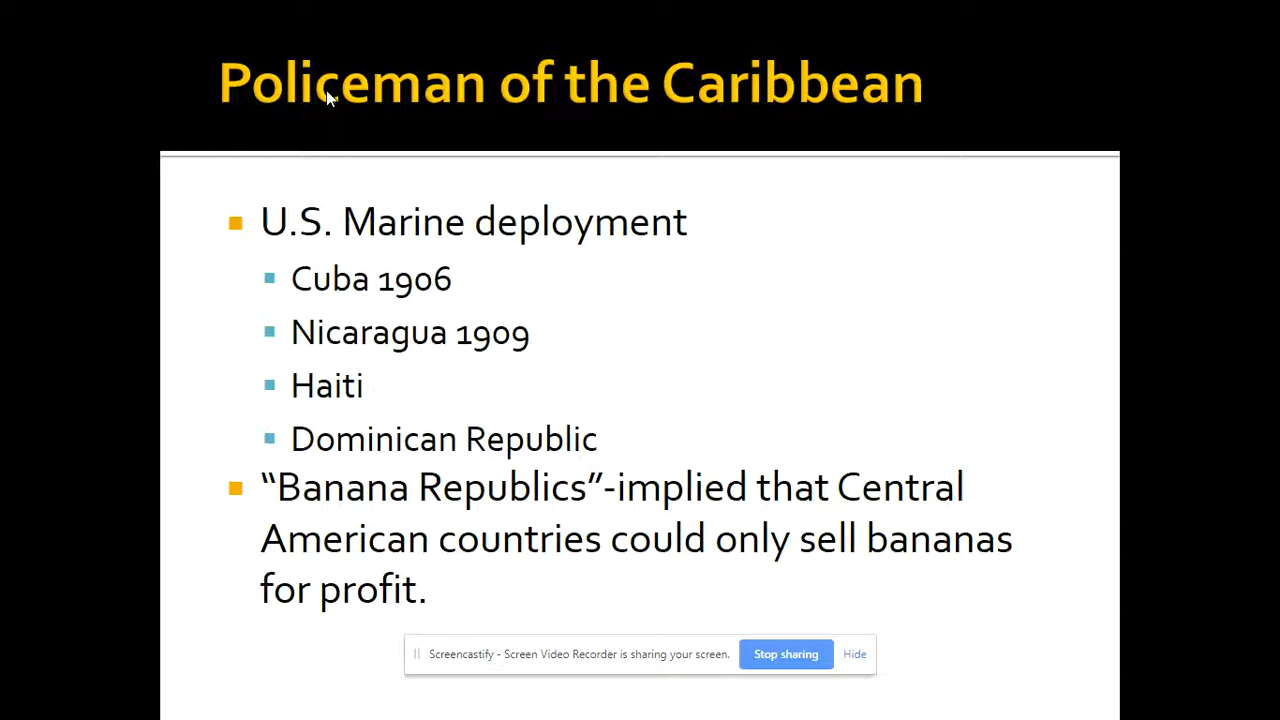 Policeman of the Caribbean
U.S. Marine deployment
Cuba 1906
Nicaragua 1909
Haiti
Dominican Republic
“Banana Republics”-implied that Central
American countries could only sell bananas
for profit.
Screencastify - Screen Video Recorder is sharing your screen. Stop sharing Hide